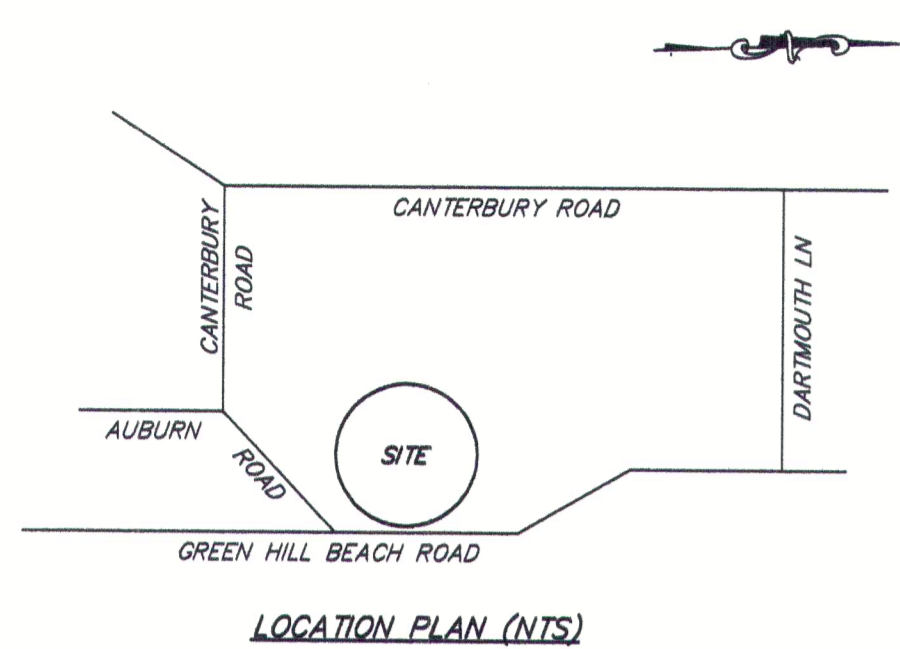 CANTERBURY ROAD
CANTERBURY
ROAD
DARTMOUTH LN
AUBURN
ROAD
SITE
GREEN HILL BEACH ROAD
LOCATION PLAN (NTS)